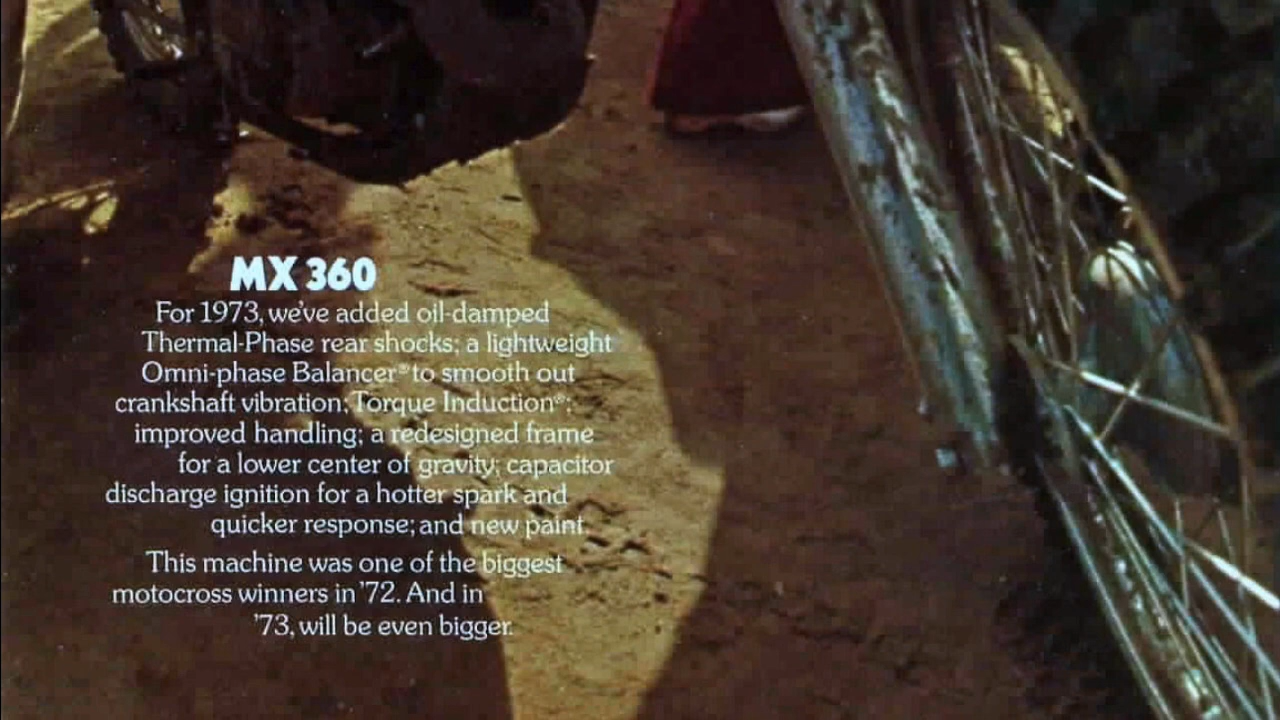 MX 360
For 1973, we've added oil-damped
Thermal-Phase rear shocks; a lightweight
Omni-phase Balancer® to smooth out
crankshaft vibration; Torque Induction®;
improved handling; a redesigned frame
for a lower center of gravity; capacitor
discharge ignition for a hotter spark and
quicker response; and new paint.
This machine was one of the biggest
motocross winners in '72. And in
'73, will be even bigger.